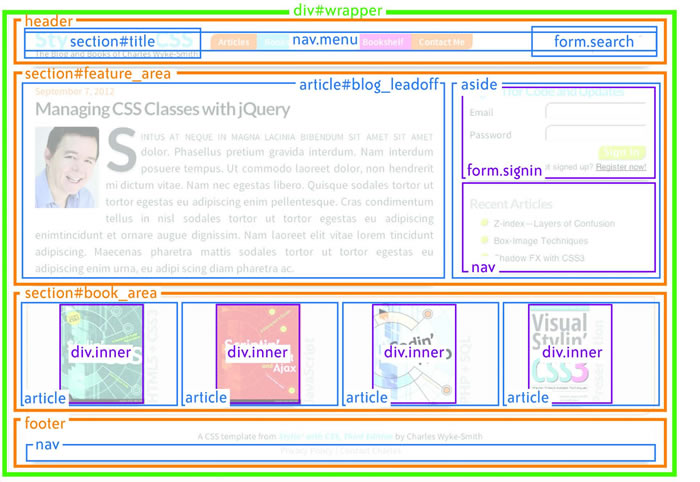 div#wrapper
header
Sty CSS
section#title
The Blog and Books of Charles Wyke-Smith
Articles
nav.menu
Bookshelf
Contact Me
form.search
section#feature_area
article#blog_leadoff
aside
September 7, 2012
for Code and Updates
Managing CSS Classes with jQuery
SINTUS AT NEQUE IN MAGNA LACINIA BIBENDUM SIT AMET SIT AMET
dolor. Phasellus pretium gravida interdum. Nam interdum
posuere tempus. Ut commodo laoreet dolor, non hendrerit
mi dictum vitae. Nam nec egestas libero. Quisque sodales tortor ut
tortor egestas eu adipiscing enim pellentesque. Cras condimentum
tellus in nisl sodales tortor ut tortor egestas eu adipiscing
enimtincidunt et ornare augue dignissim. Nam laoreet elit vitae lorem tincidunt
adipiscing. Maecenas pharetra mattis sodales tortor ut tortor egestas eu
adipiscing enim urna, eu adipi scing diam pharetra ac.
Email
Password
Sign in
form.signin
it signed up? Register now!
Recent Articles
Z-index—Layers of Confusion
Box-Image Techniques
Shadow FX with CSS3
nav
section#book_area
div.inner
article
div.inner
and Ajax
article
div.inner
article
Visual
Stylin'
div.inner
CSS3
article
footer
A CSS template from Stylin' with CSS, Third Edition by Charles Wyke-Smith
nav
Privacy Policy | Contact Charles